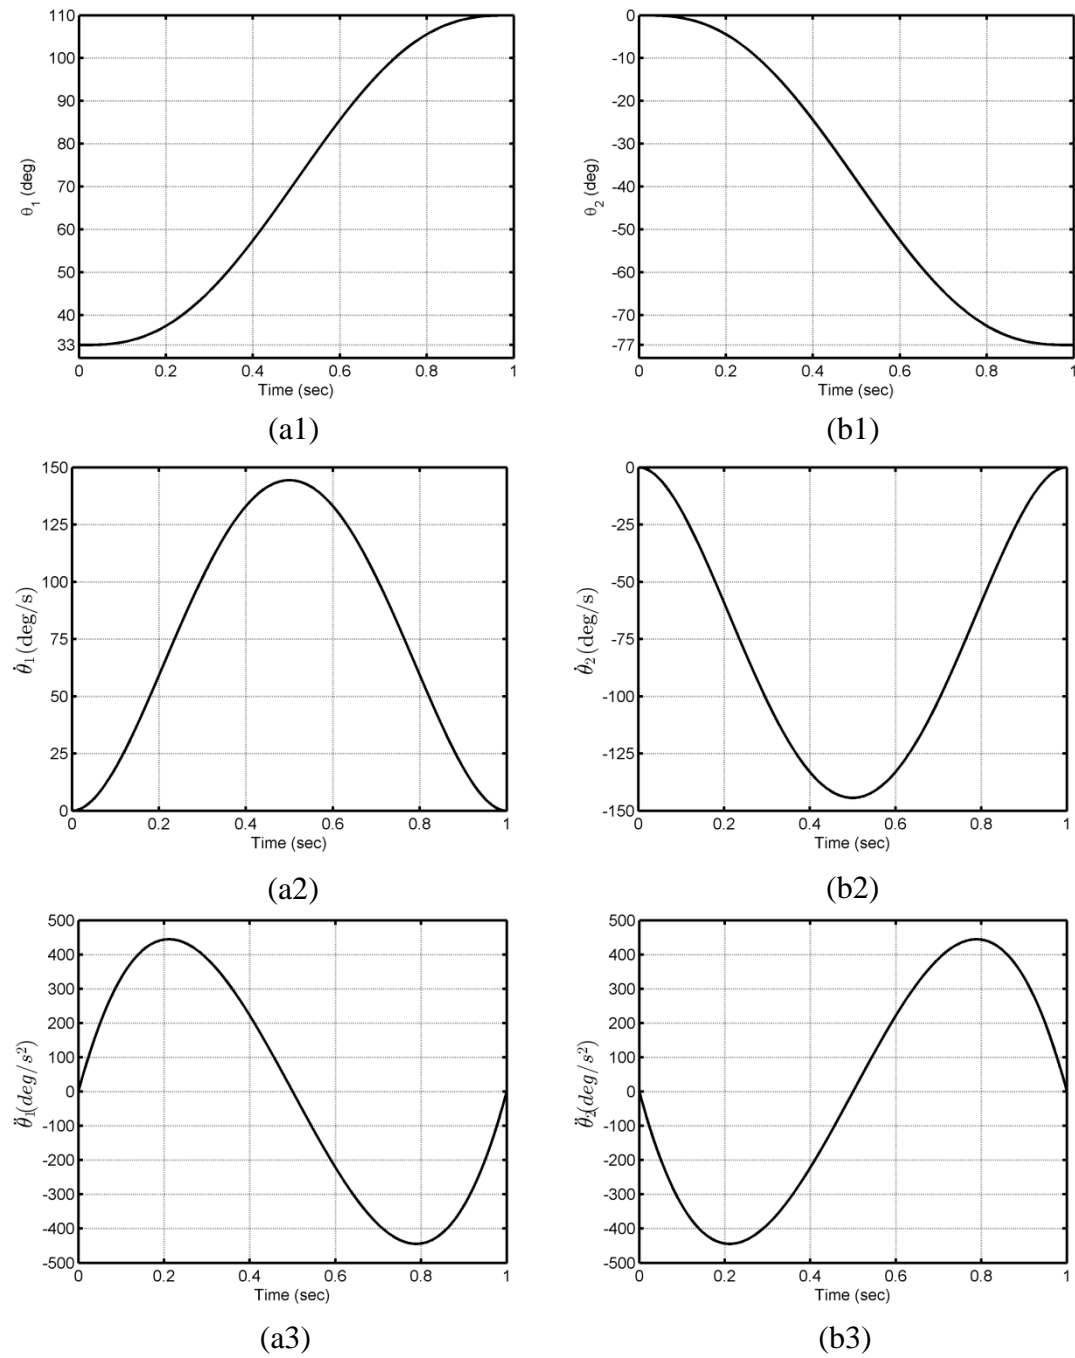 110
100
90
80
70
60
50
40
33
θ1 (deg)
0 0.2 0.4 0.6 0.8 1
Time (sec)
(a1)
0
-10
-20
-30
-40
-50
-60
-70
-77
θ2 (deg)
0 0.2 0.4 0.6 0.8 1
Time (sec)
(b1)
150
125
100
75
50
25
0
θ̇1(deg/s)
0 0.2 0.4 0.6 0.8 1
Time (sec)
(a2)
0
-25
-50
-75
-100
-125
-150
θ̇2(deg/s)
0 0.2 0.4 0.6 0.8 1
Time (sec)
(b2)
500
400
300
200
100
0
-100
-200
-300
-400
-500
θ̈1(deg/s²)
0 0.2 0.4 0.6 0.8 1
Time (sec)
(a3)
500
400
300
200
100
0
-100
-200
-300
-400
-500
θ̈2(deg/s²)
0 0.2 0.4 0.6 0.8 1
Time (sec)
(b3)